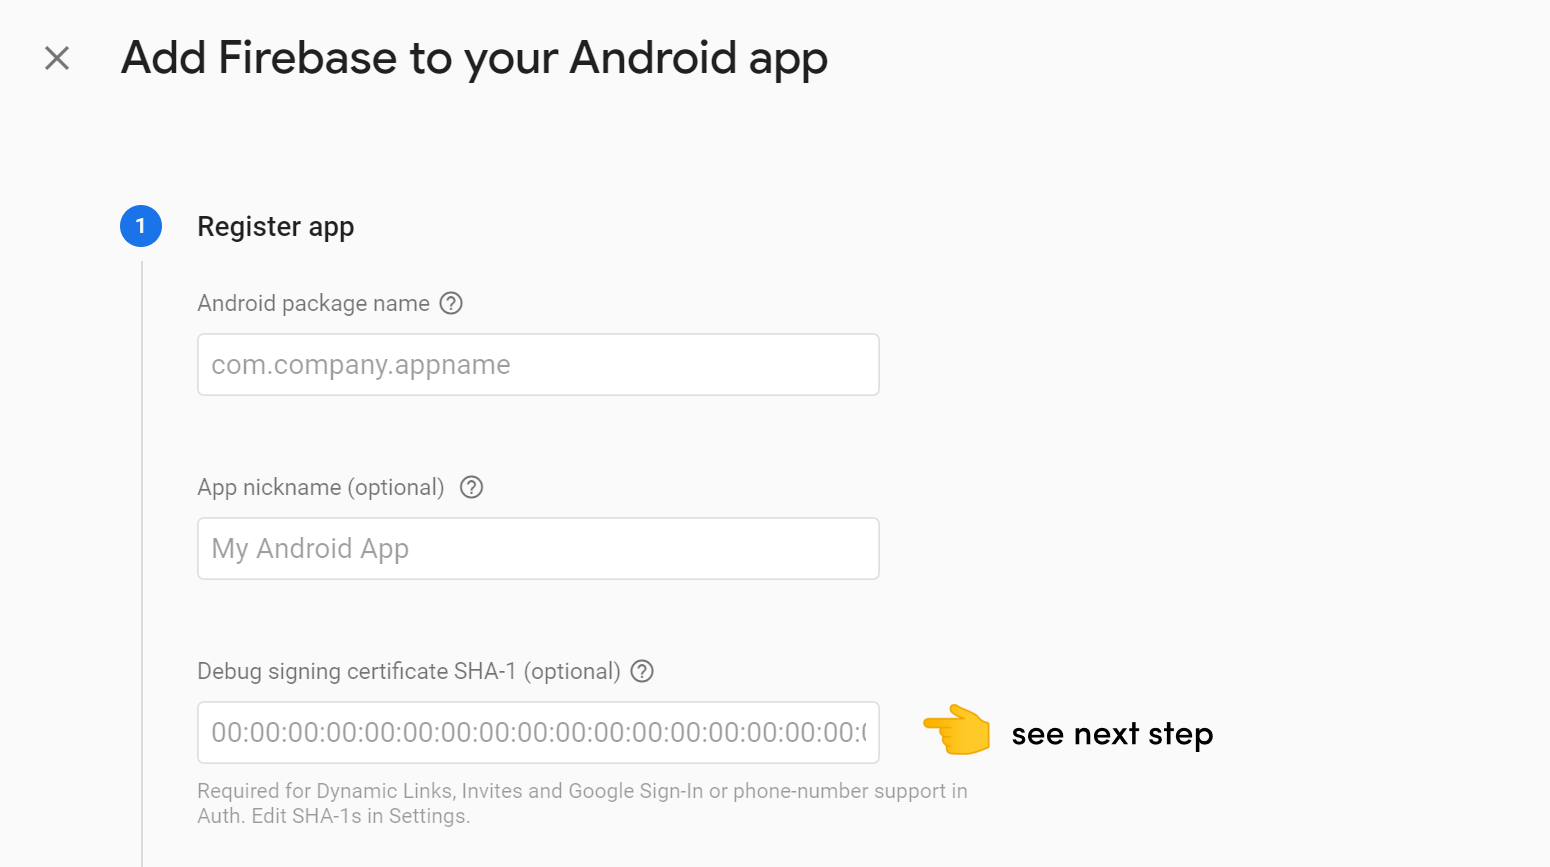 Add Firebase to your Android app
1 Register app
Android package name ?
com.company.appname
App nickname (optional) ?
My Android App
Debug signing certificate SHA-1 (optional) ?
00:00:00:00:00:00:00:00:00:00:00:00:00:00:00:00:00:0
see next step
Required for Dynamic Links, Invites and Google Sign-In or phone-number support in
Auth. Edit SHA-1s in Settings.